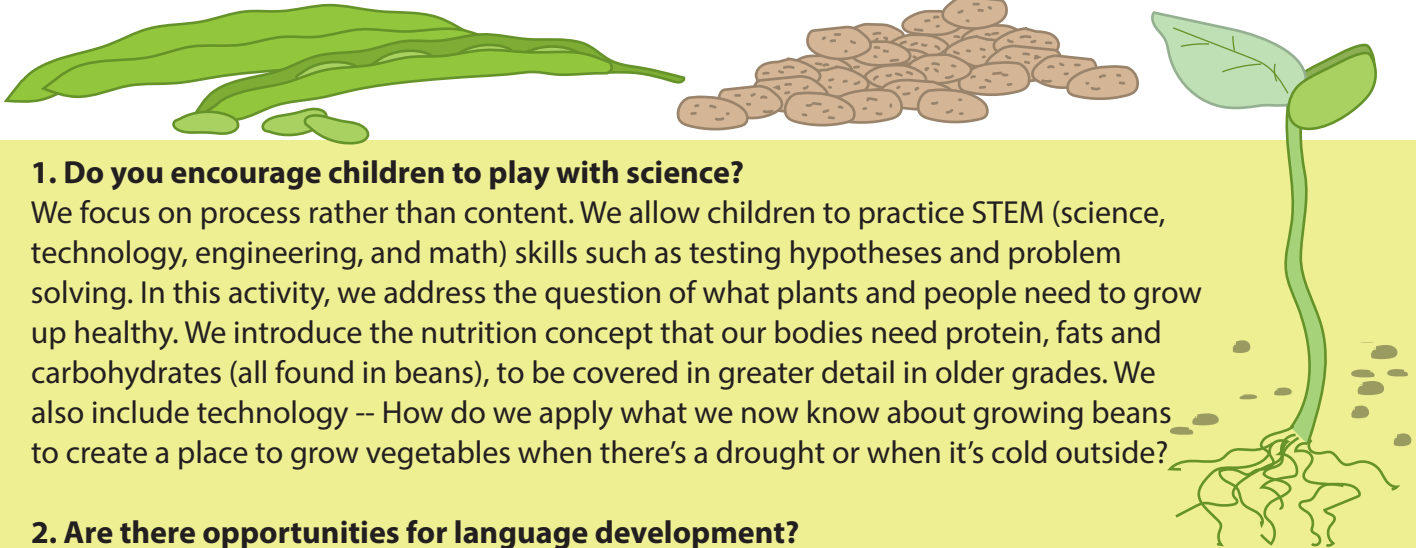 1. Do you encourage children to play with science?
We focus on process rather than content. We allow children to practice STEM (science,
technology, engineering, and math) skills such as testing hypotheses and problem
solving. In this activity, we address the question of what plants and people need to grow
up healthy. We introduce the nutrition concept that our bodies need protein, fats and
carbohydrates (all found in beans), to be covered in greater detail in older grades. We
also include technology -- How do we apply what we now know about growing beans
to create a place to grow vegetables when there's a drought or when it's cold outside?
2. Are there opportunities for language development?